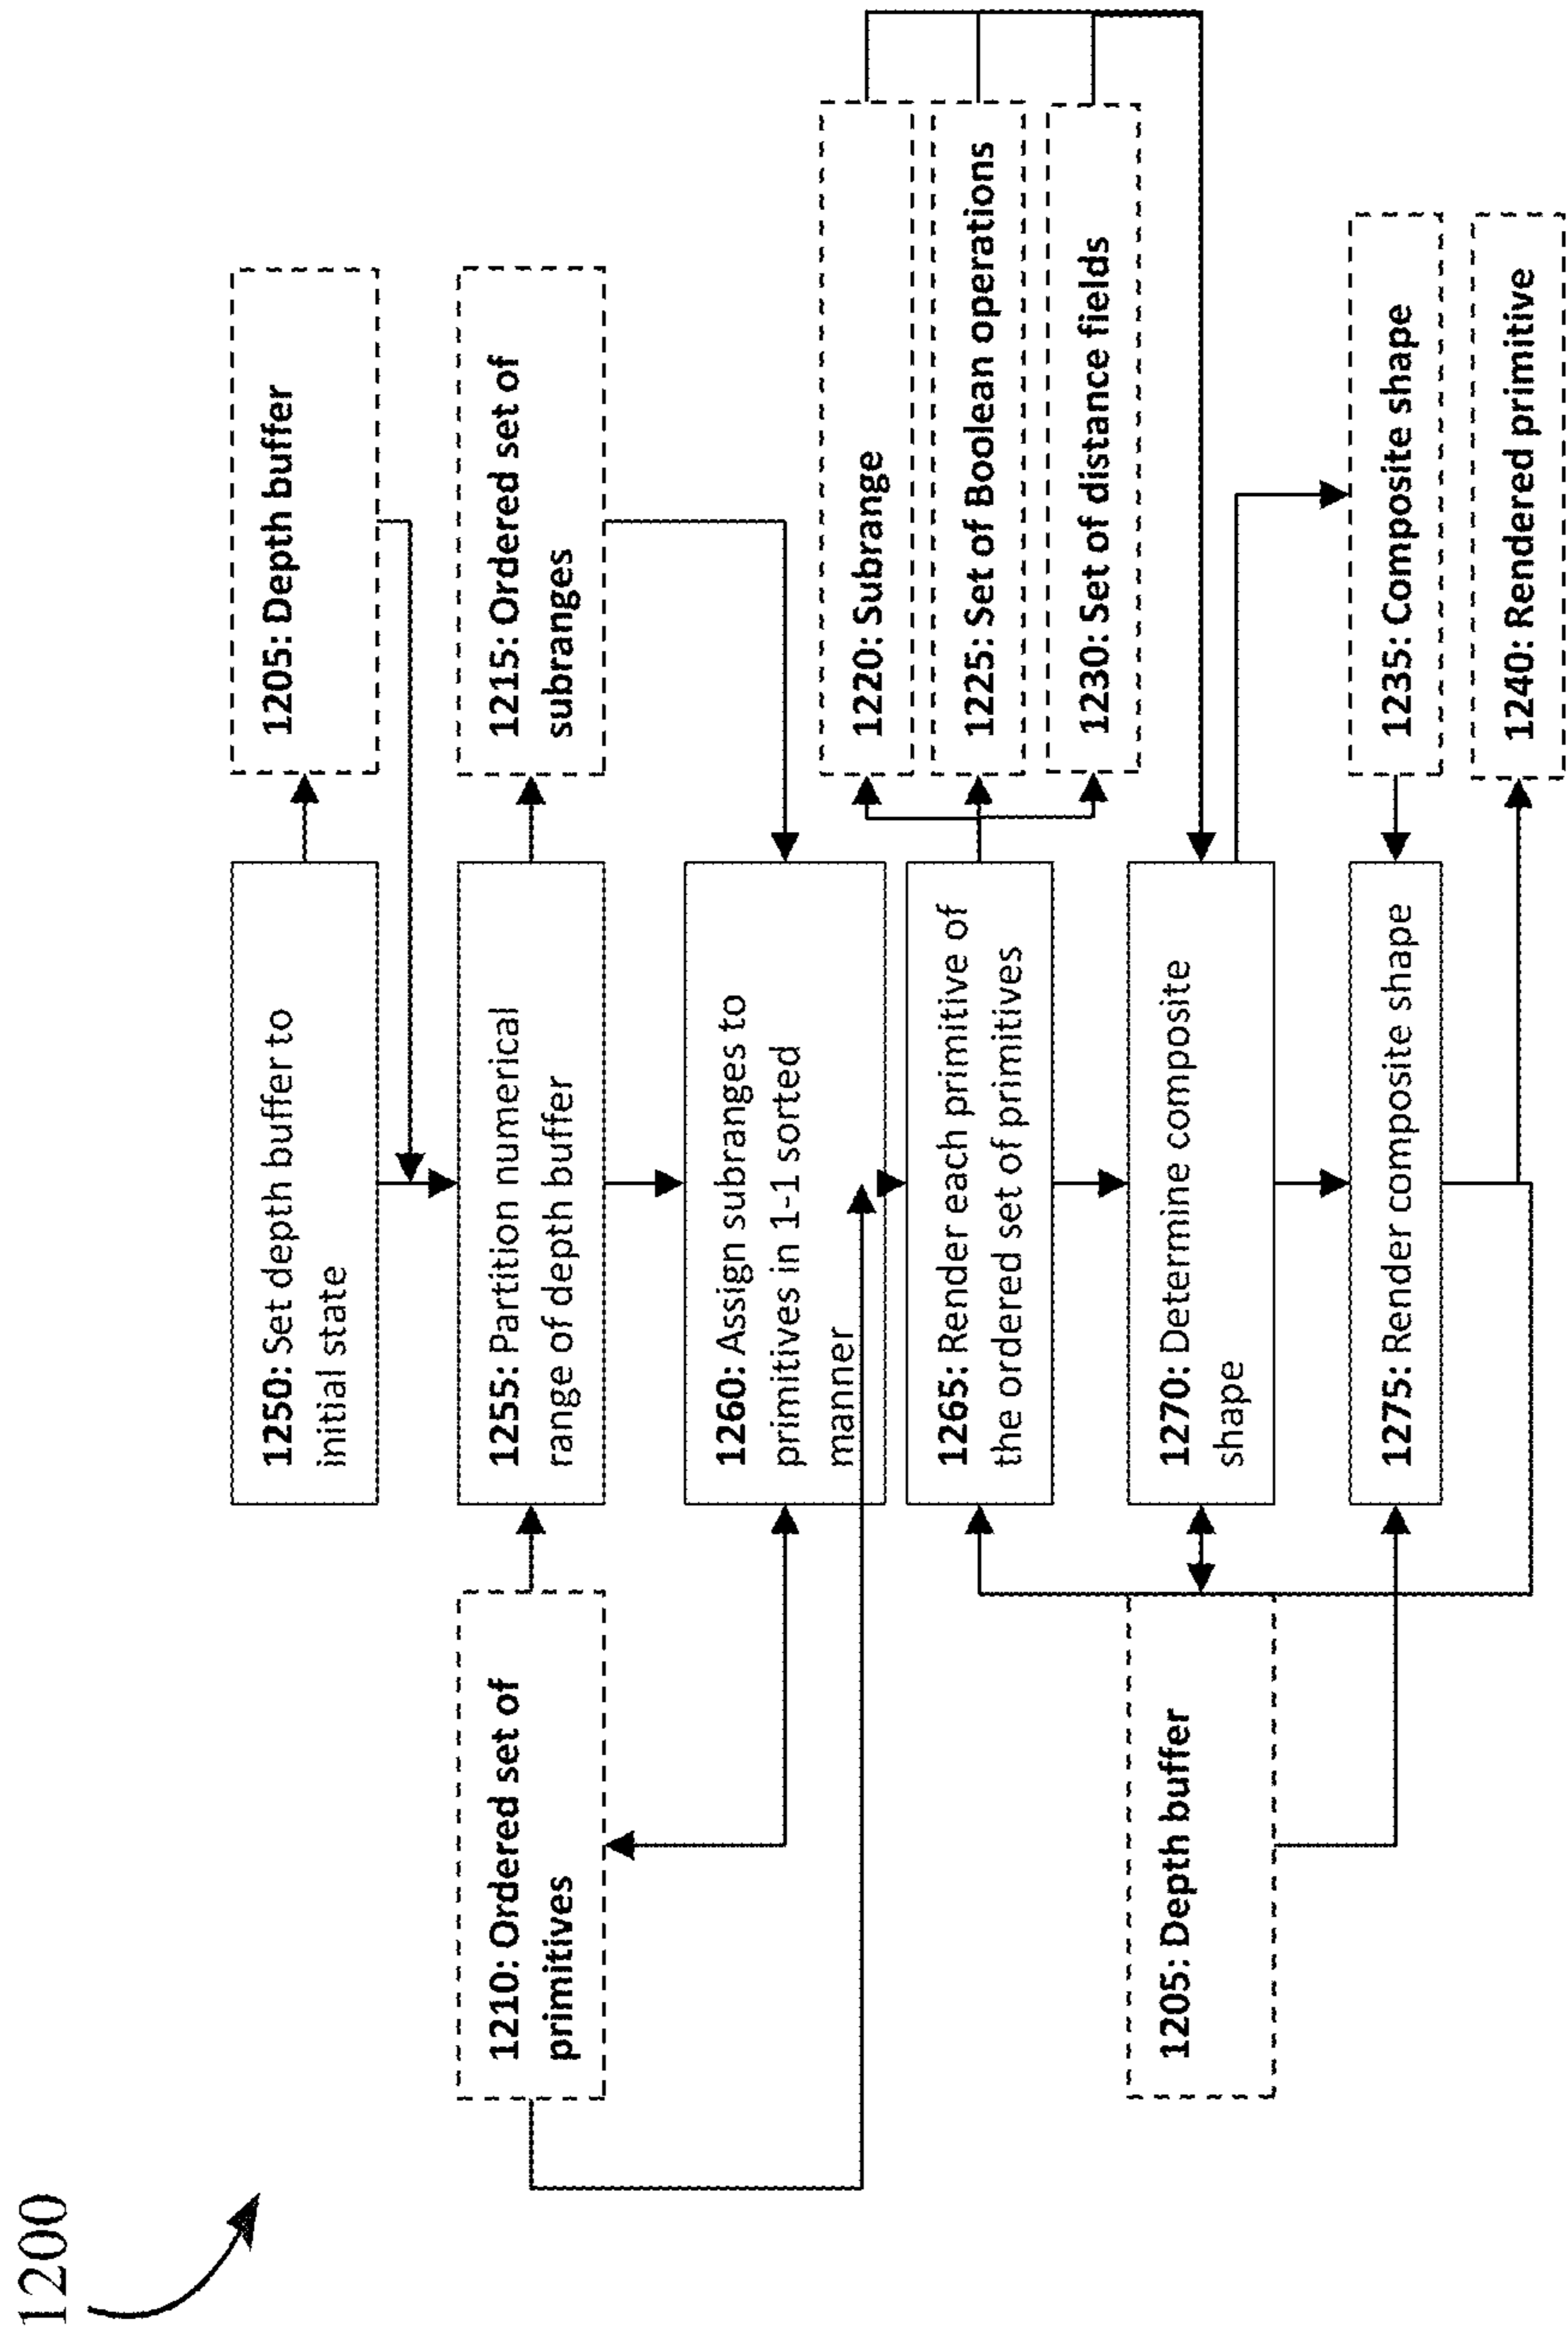 1200
1250: Set depth buffer to
initial state
1205: Depth buffer
1210: Ordered set of
primitives
1255: Partition numerical
range of depth buffer
1215: Ordered set of
subranges
1260: Assign subranges to
primitives in 1-1 sorted
manner
1220: Subrange
1265: Render each primitive of
the ordered set of primitives
1225: Set of Boolean operations
1230: Set of distance fields
1205: Depth buffer
1270: Determine composite
shape
1275: Render composite shape
1235: Composite shape
1240: Rendered primitive